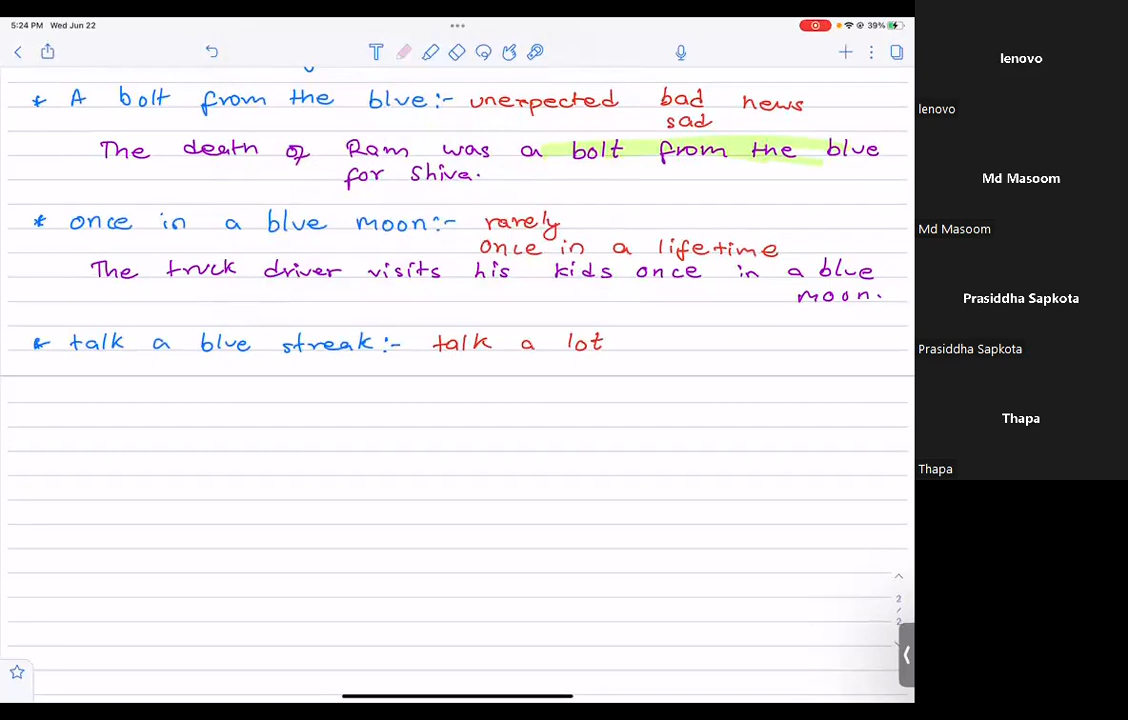 5:24 PM Wed Jun 22
39%
* A bolt from the blue:- unexpected bad news
sad
The death of Ram was a bolt from the blue
for Shiva.
* once in a blue moon:- rarely
once in a lifetime
The truck driver visits his kids once in a blue
moon.
* talk a blue streak:- talk a lot
2
/
2
lenovo
lenovo
Md Masoom
Md Masoom
Prasiddha Sapkota
Prasiddha Sapkota
Thapa
Thapa